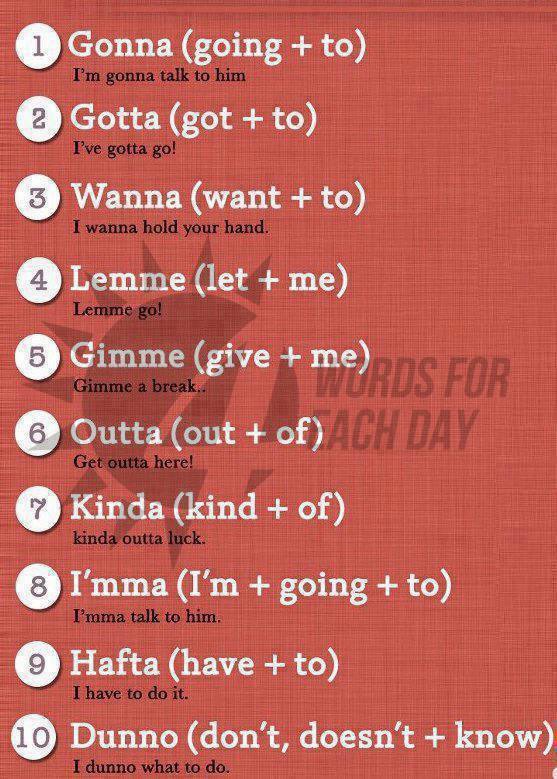 1 Gonna (going + to)
I'm gonna talk to him
2 Gotta (got + to)
I've gotta go!
3 Wanna (want + to)
I wanna hold your hand.
4 Lemme (let + me)
Lemme go!
5 Gimme (give + me)
Gimme a break..
WORDS FOR
EACH DAY
6 Outta (out + of)
Get outta here!
7 Kinda (kind + of)
kinda outta luck.
8 I'mma (I'm + going + to)
I'mma talk to him.
9 Hafta (have + to)
I have to do it.
10 Dunno (don't, doesn't + know)
I dunno what to do.